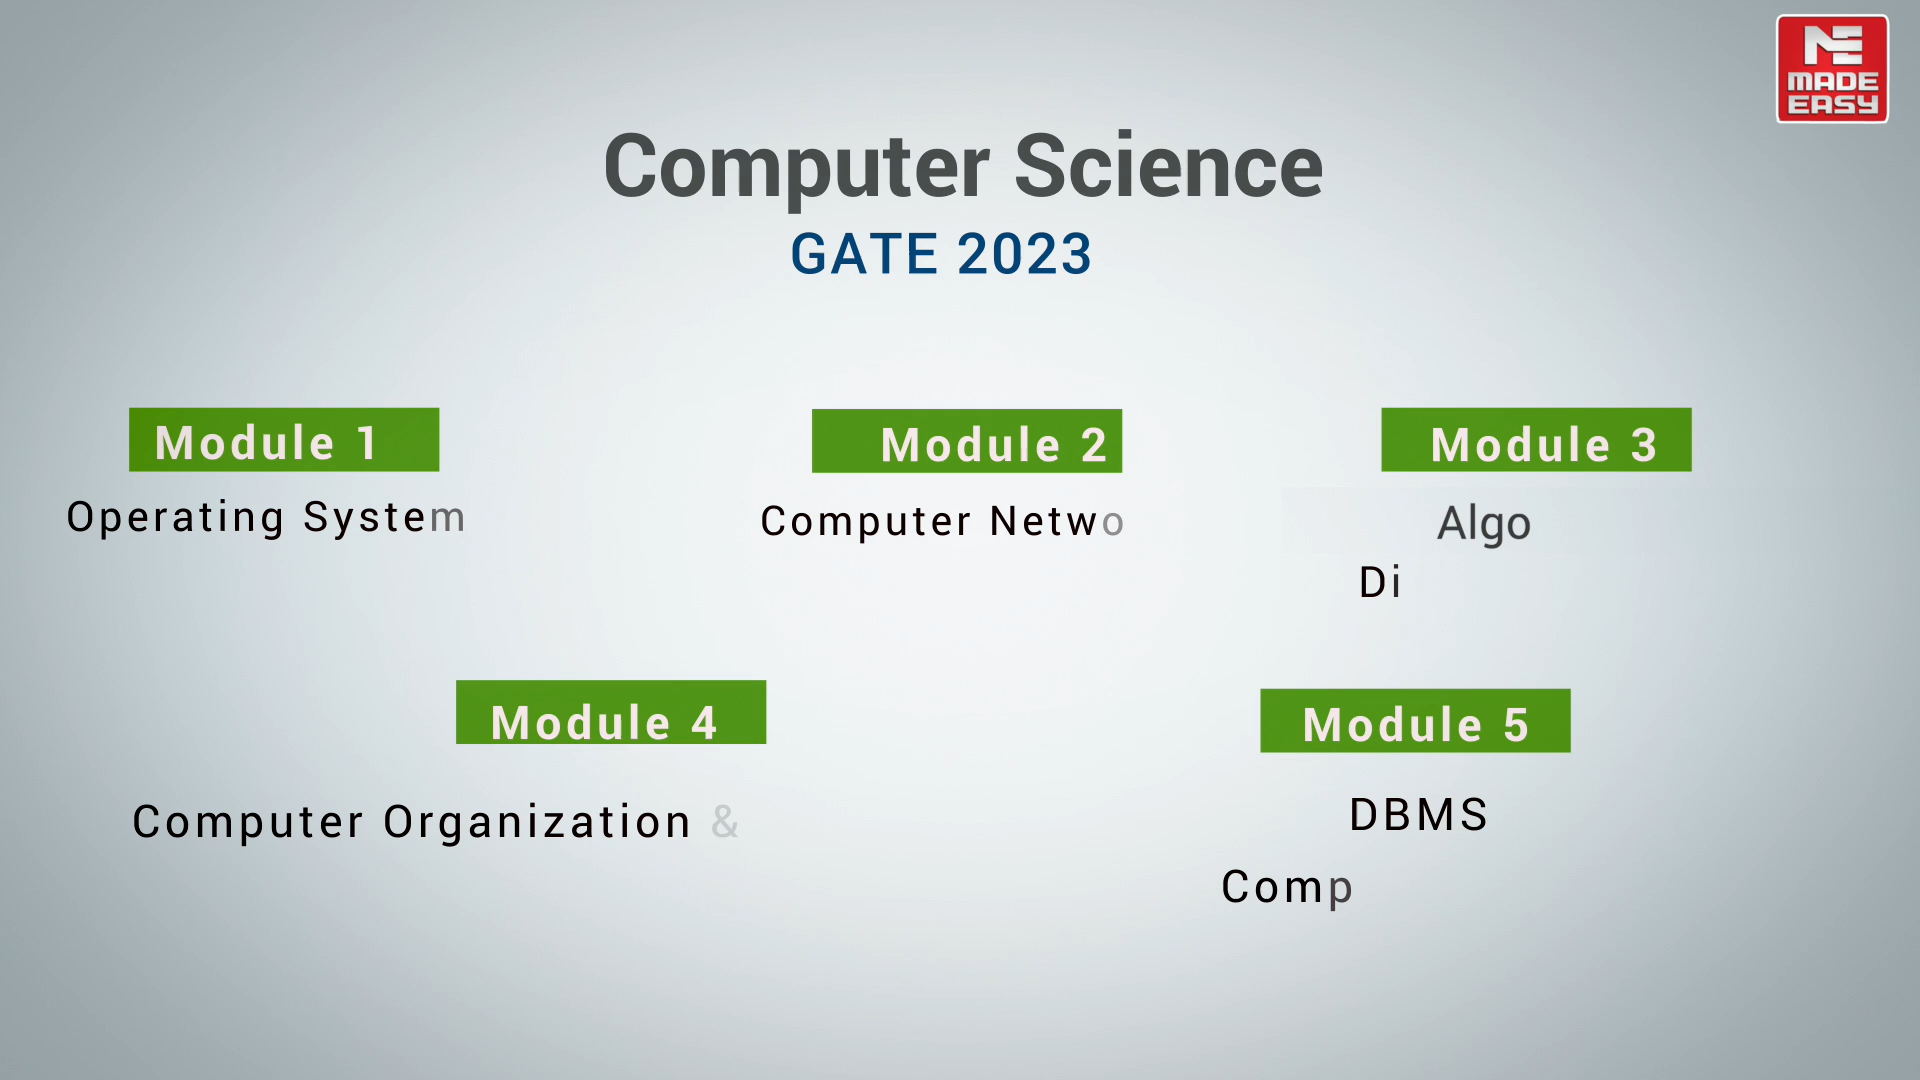 ME
MADE
EASY
Computer Science
GATE 2023
Module 1
Operating System
Module 2
Computer Netwo
Module 3
Algo
Di
Module 4
Computer Organization &
Module 5
DBMS
Comp